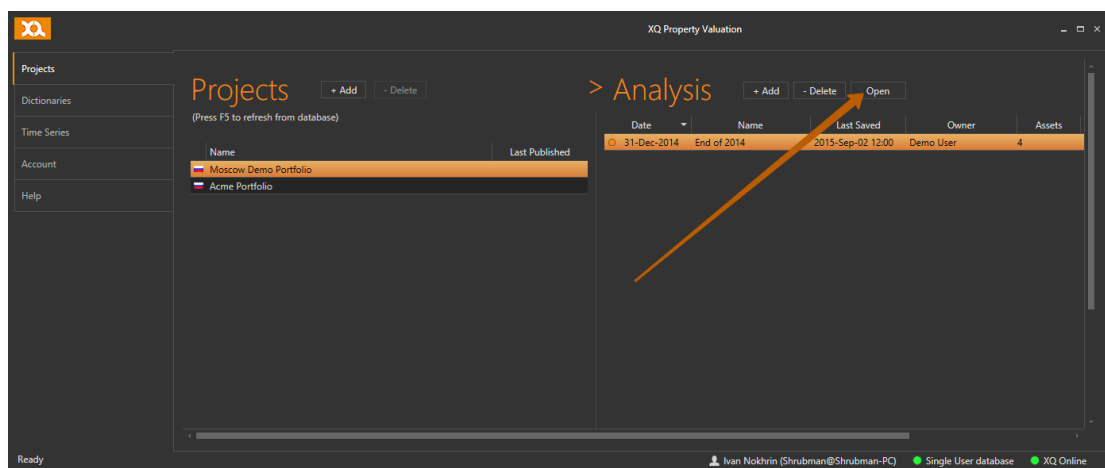 XQ
XQ Property Valuation
Projects
Dictionaries
Time Series
Account
Help
Projects + Add - Delete
(Press F5 to refresh from database)
Name Last Published
Moscow Demo Portfolio
Acme Portfolio
> Analysis + Add - Delete Open
Date Name Last Saved Owner Assets
31-Dec-2014 End of 2014 2015-Sep-02 12:00 Demo User 4
Ready Ivan Nokhrin (Shrubman@Shrubman-PC) Single User database XQ Online